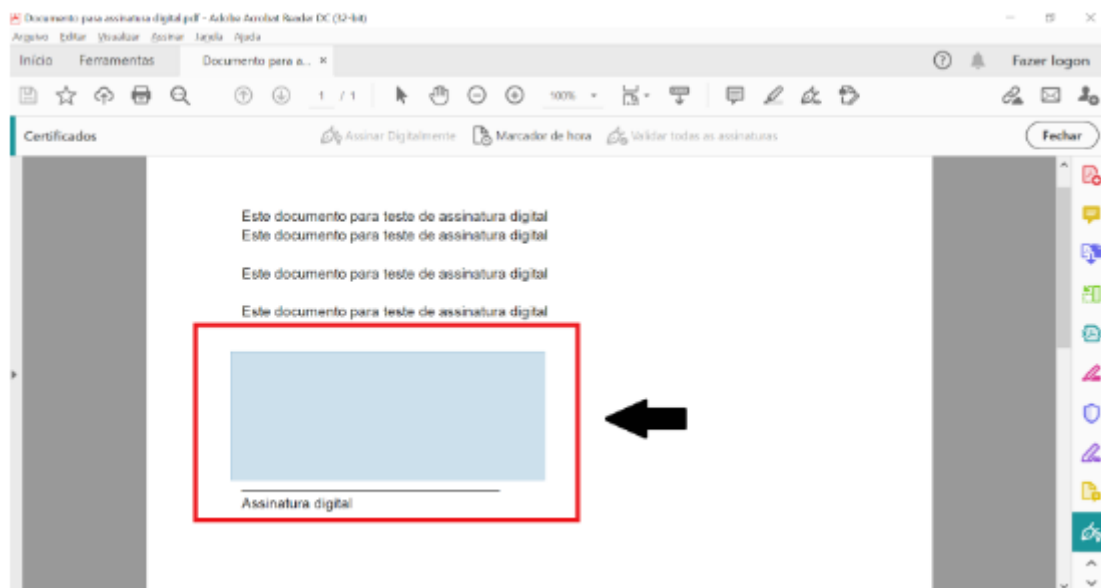 Documento para assinatura digital.pdf - Adobe Acrobat Reader DC (32-bit)
Arquivo Editar Visualizar Assinar Janela Ajuda
Início Ferramentas Documento para a... × Fazer logon
1 / 1 100%
Certificados Assinar Digitalmente Marcador de hora Validar todas as assinaturas Fechar
Este documento para teste de assinatura digital
Este documento para teste de assinatura digital
Este documento para teste de assinatura digital
Este documento para teste de assinatura digital
Assinatura digital